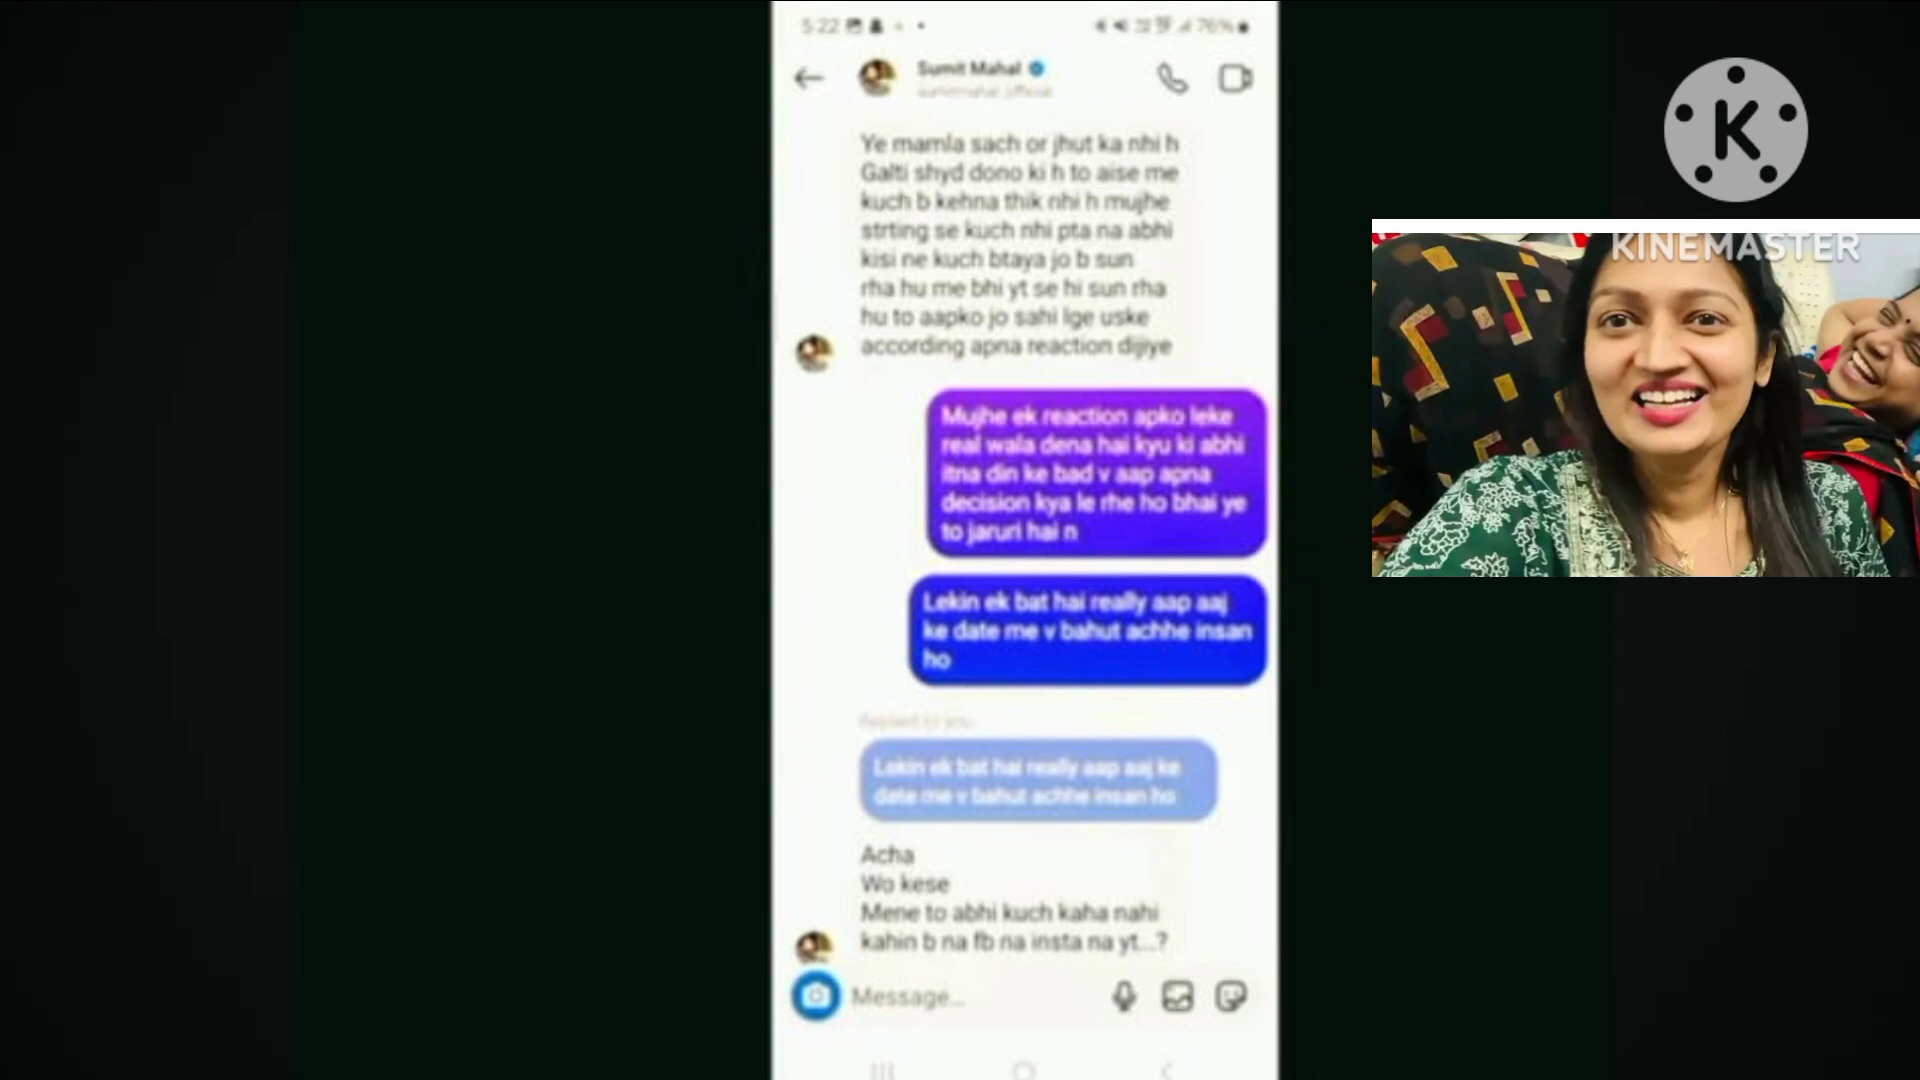 5:22
76%
Sumit Mahal
Ye mamla sach or jhut ka nhi h
Galti shyd dono ki h to aise me
kuch b kehna thik nhi h mujhe
strting se kuch nhi pta na abhi
kisi ne kuch btaya jo b sun
rha hu me bhi yt se hi sun rha
hu to aapko jo sahi lge uske
according apna reaction dijiye
Mujhe ek reaction apko leke
real wala dena hai kyu ki abhi
itna din ke bad v aap apna
decision kya le rhe ho bhai ye
to jaruri hai n
Lekin ek bat hai really aap aaj
ke date me v bahut achhe insan
ho
Replied to you
Lekin ek bat hai really aap aaj ke
date me v bahut achhe insan ho
Acha
Wo kese
Mene to abhi kuch kaha nahi
kahin b na fb na insta na yt...?
Message...
K
KINEMASTER